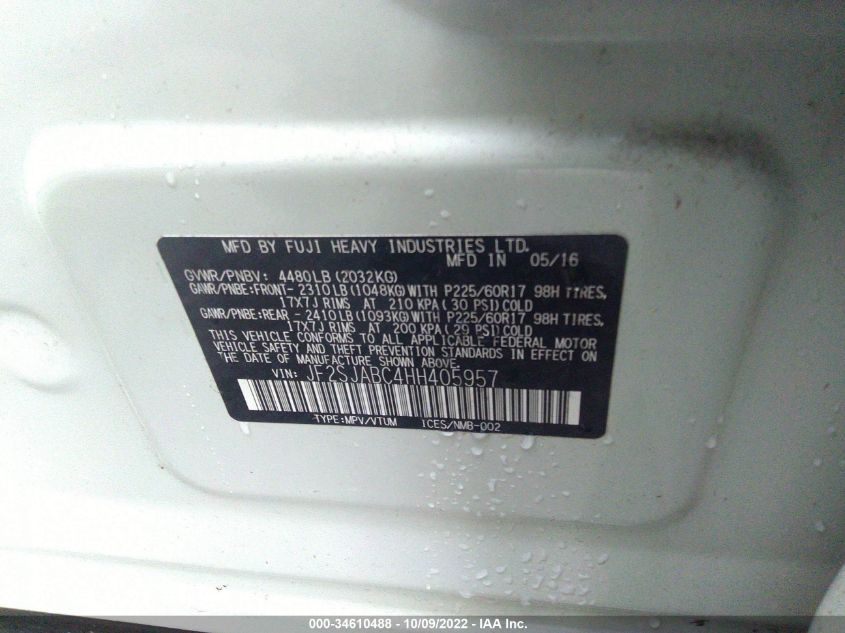 MFD BY FUJI HEAVY INDUSTRIES LTD.
MFD IN 05/16
GVWR/PNBV: 4480LB(2032KG)
GAWR/PNBE:FRONT- 2310LB(1048KG)WITH P225/60R17 98H TIRES,
17X7J RIMS AT 210 KPA(30 PSI)COLD
GAWR/PNBE:REAR - 2410LB(1093KG)WITH P225/60R17 98H TIRES,
17X7J RIMS AT 200 KPA(29 PSI)COLD
THIS VEHICLE CONFORMS TO ALL APPLICABLE FEDERAL MOTOR
VEHICLE SAFETY AND THEFT PREVENTION STANDARDS IN EFFECT ON
THE DATE OF MANUFACTURE SHOWN ABOVE.
VIN: JF2SJABC4HH405957
TYPE:MPV/VTUM ICES/NMB-002
000-34610488 - 10/09/2022 - IAA Inc.